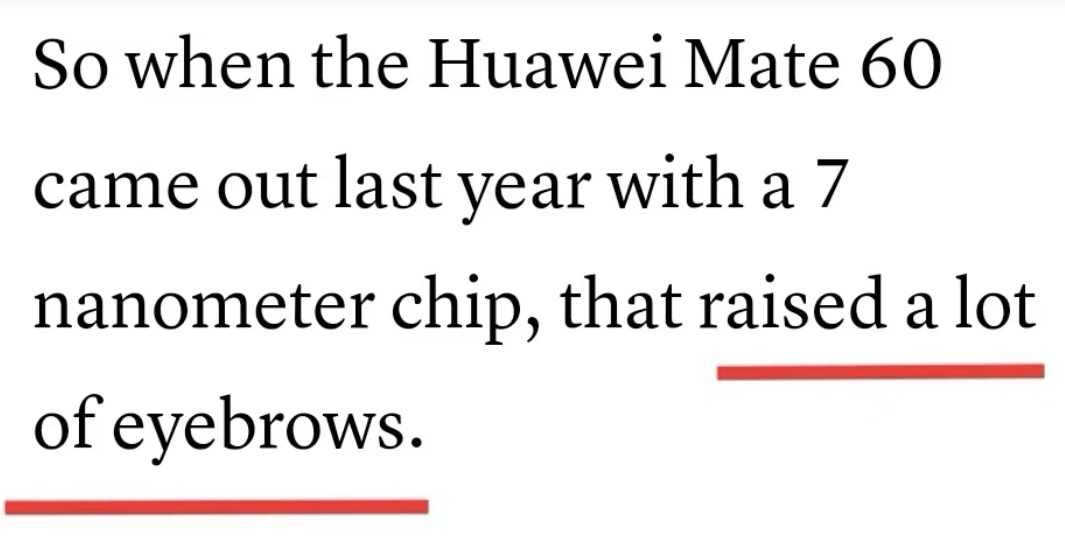 So when the Huawei Mate 60
came out last year with a 7
nanometer chip, that raised a lot
of eyebrows.